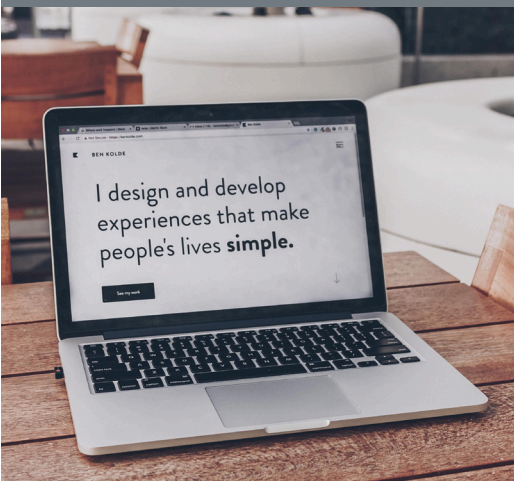 BEN KOLDE
I design and develop
experiences that make
people's lives simple.
See my work